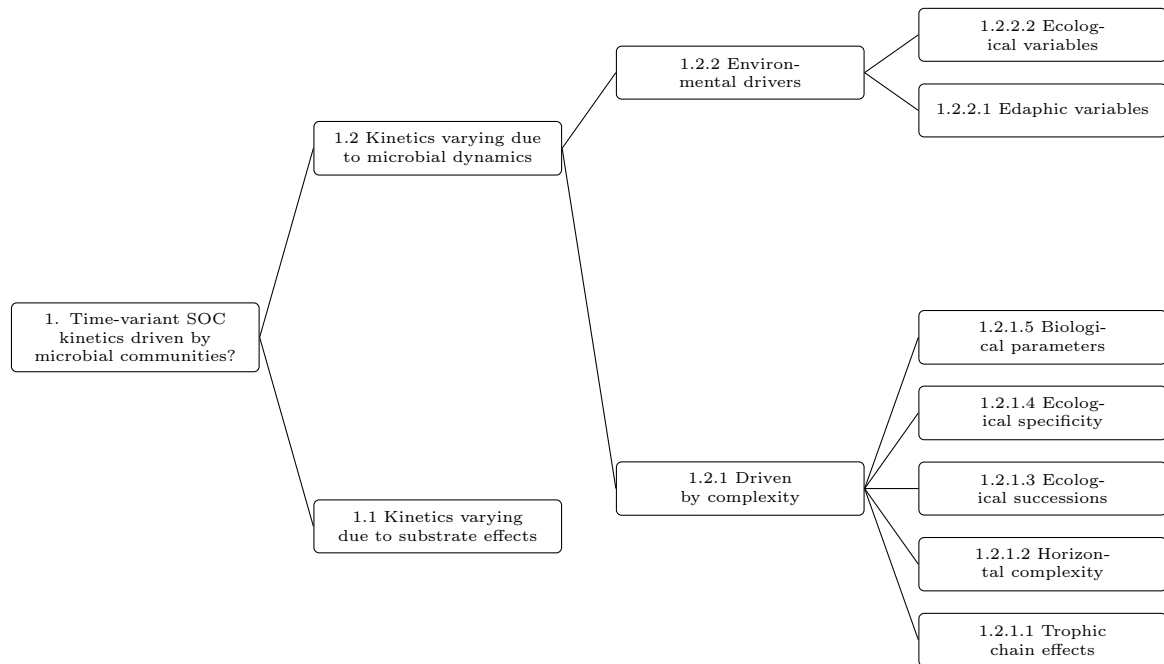 1. Time-variant SOC
kinetics driven by
microbial communities?
1.2 Kinetics varying due
to microbial dynamics
1.1 Kinetics varying
due to substrate effects
1.2.2 Environ-
mental drivers
1.2.1 Driven
by complexity
1.2.2.2 Ecolog-
ical variables
1.2.2.1 Edaphic variables
1.2.1.5 Biologi-
cal parameters
1.2.1.4 Ecolog-
ical specificity
1.2.1.3 Ecolog-
ical successions
1.2.1.2 Horizon-
tal complexity
1.2.1.1 Trophic
chain effects